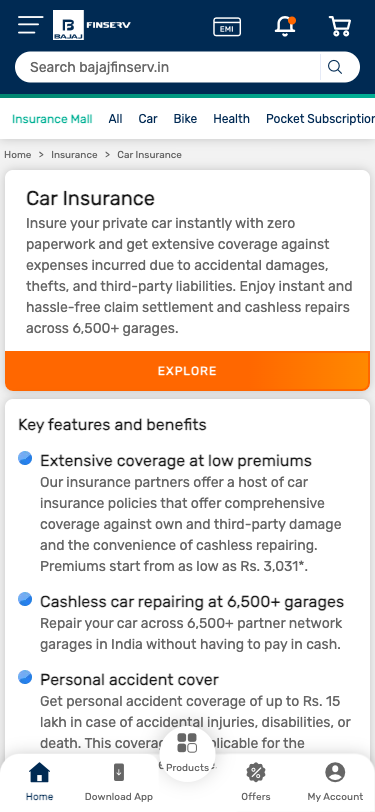 B
BAJAJ
FINSERV
EMI
Search bajajfinserv.in
Insurance Mall All Car Bike Health Pocket Subscription
Home > Insurance > Car Insurance
Car Insurance
Insure your private car instantly with zero
paperwork and get extensive coverage against
expenses incurred due to accidental damages,
thefts, and third-party liabilities. Enjoy instant and
hassle-free claim settlement and cashless repairs
across 6,500+ garages.
EXPLORE
Key features and benefits
Extensive coverage at low premiums
Our insurance partners offer a host of car
insurance policies that offer comprehensive
coverage against own and third-party damage
and the convenience of cashless repairing.
Premiums start from as low as Rs. 3,031*.
Cashless car repairing at 6,500+ garages
Repair your car across 6,500+ partner network
garages in India without having to pay in cash.
Personal accident cover
Get personal accident coverage of up to Rs. 15
lakh in case of accidental injuries, disabilities, or
death. This for the
Home Download App Products Offers My Account